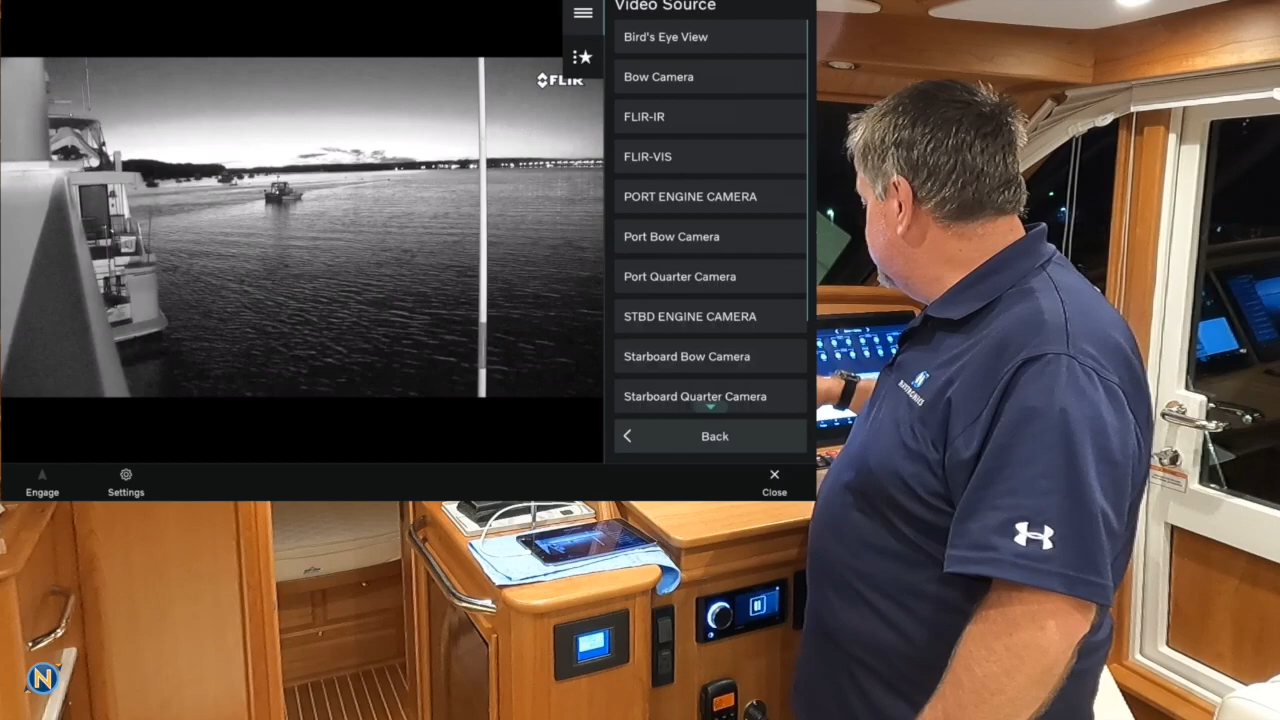 Video Source
Bird's Eye View
Bow Camera
FLIR-IR
FLIR-VIS
PORT ENGINE CAMERA
Port Bow Camera
Port Quarter Camera
STBD ENGINE CAMERA
Starboard Bow Camera
Starboard Quarter Camera
Back
FLIR
Engage
Settings
Close
N